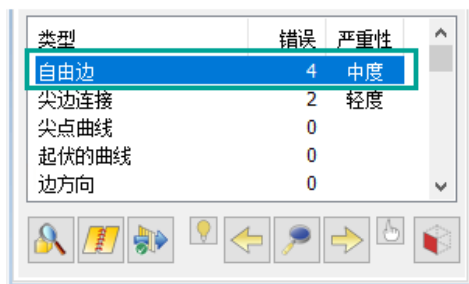 类型 错误 严重性
自由边 4 中度
尖边连接 2 轻度
尖点曲线 0
起伏的曲线 0
边方向 0